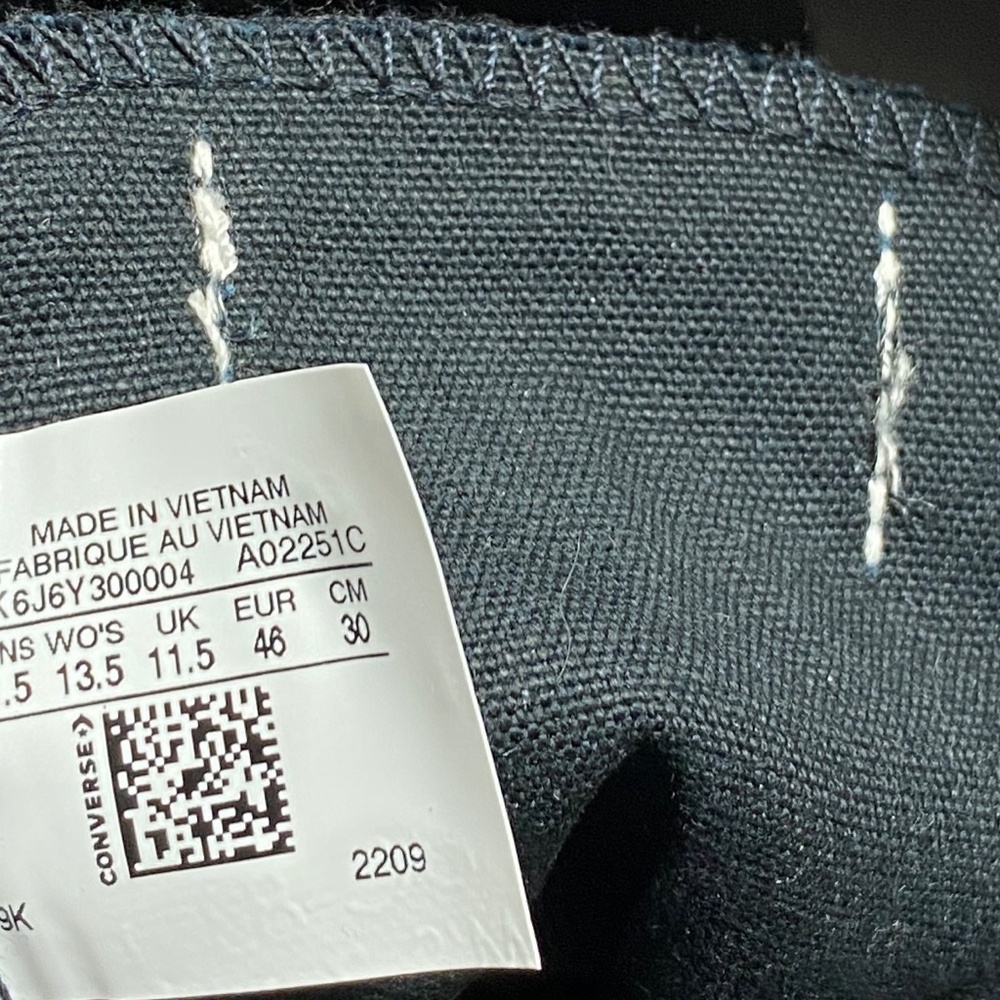 MADE IN VIETNAM
FABRIQUE AU VIETNAM
K6J6Y300004 A02251C
NS WO'S UK EUR CM
.5 13.5 11.5 46 30
CONVERSE
2209
9K